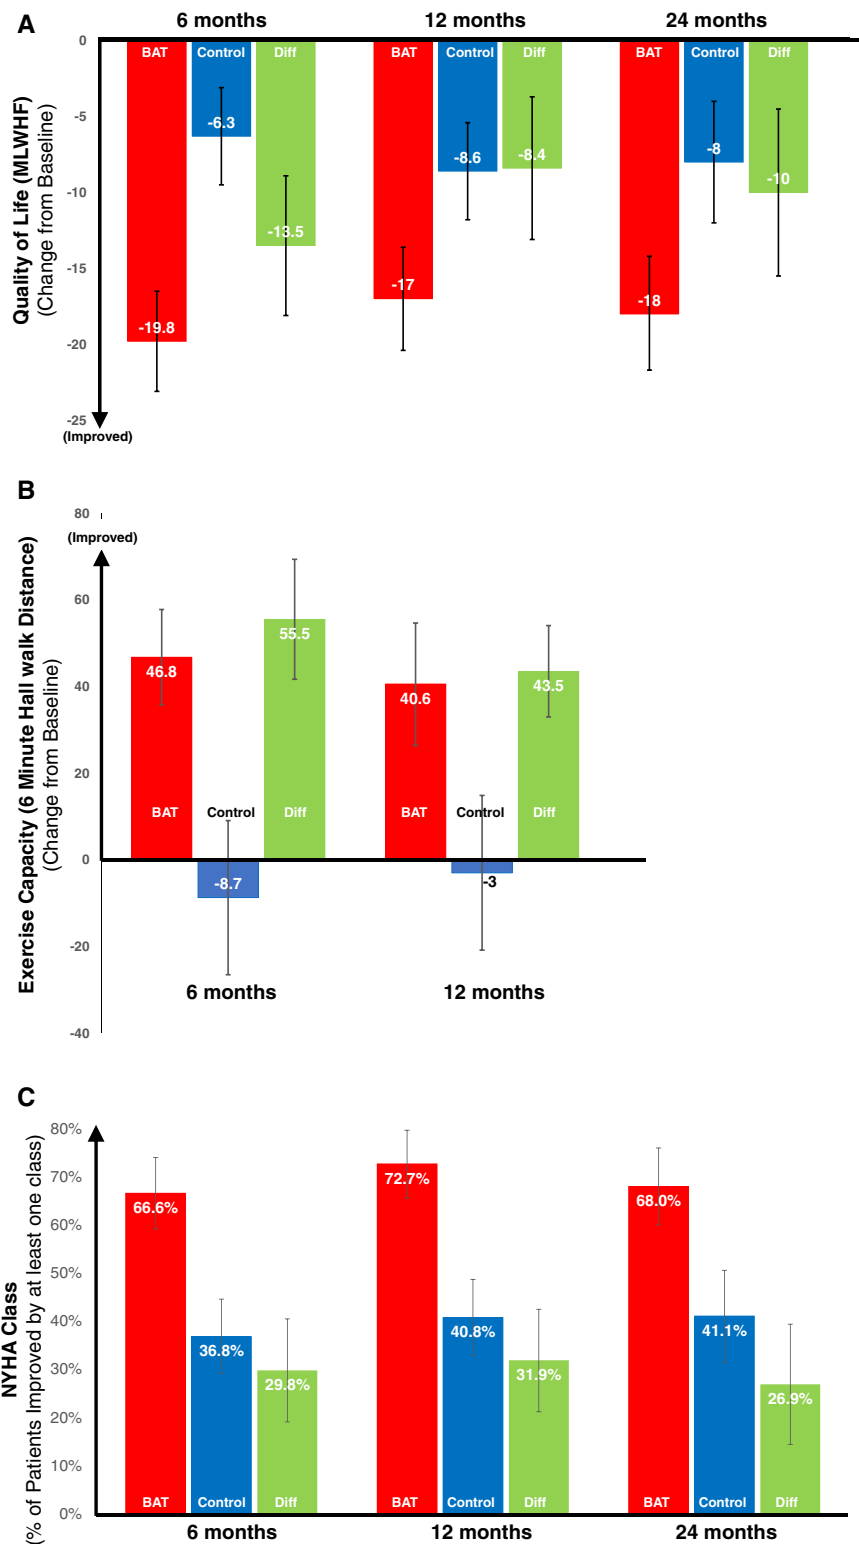 A
6 months 12 months 24 months
0
BAT Control Diff BAT Control Diff BAT Control Diff
-5
-6.3
-8.6 -8.4 -8
-10
-10
-13.5
-15
-17
-18
-19.8
-20
-25
(Improved)
Quality of Life (MLWHF)
(Change from Baseline)
B
80
(Improved)
60
55.5
46.8
43.5
40
40.6
20
BAT Control Diff BAT Control Diff
0
-8.7
-3
-20
6 months 12 months
-40
Exercise Capacity (6 Minute Hall walk Distance)
(Change from Baseline)
C
80%
72.7%
70%
66.6%
68.0%
60%
50%
40%
40.8%
41.1%
36.8%
30%
29.8%
31.9%
26.9%
20%
10%
BAT Control Diff BAT Control Diff BAT Control Diff
0%
6 months 12 months 24 months
NYHA Class
(% of Patients Improved by at least one class)